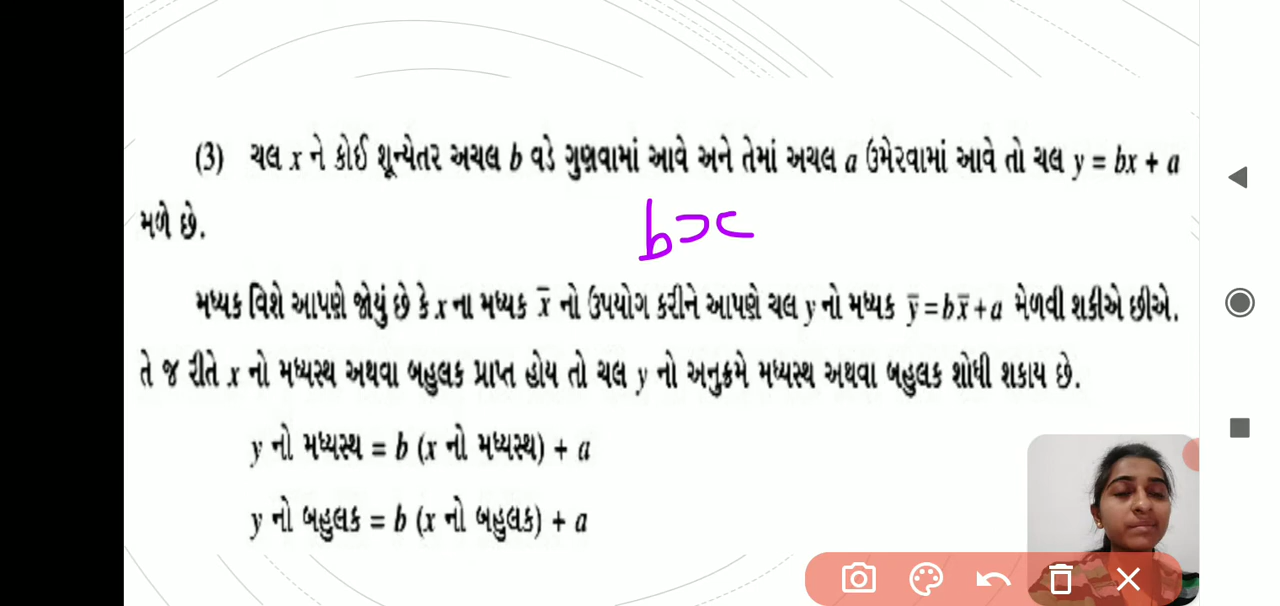 (3) ચલ x ને કોઈ શૂન્યેતર અચલ b વડે ગુણવામાં આવે અને તેમાં અચલ a ઉમેરવામાં આવે તો ચલ y = bx + a
મળે છે.
bx
મધ્યક વિશે આપણે જોયું છે કે x ના મધ્યક x̄ નો ઉપયોગ કરીને આપણે ચલ y નો મધ્યક ȳ = bx̄ + a મેળવી શકીએ છીએ.
તે જ રીતે x નો મધ્યસ્થ અથવા બહુલક પ્રાપ્ત હોય તો ચલ y નો અનુક્રમે મધ્યસ્થ અથવા બહુલક શોધી શકાય છે.
y નો મધ્યસ્થ = b (x નો મધ્યસ્થ) + a
y નો બહુલક = b (x નો બહુલક) + a